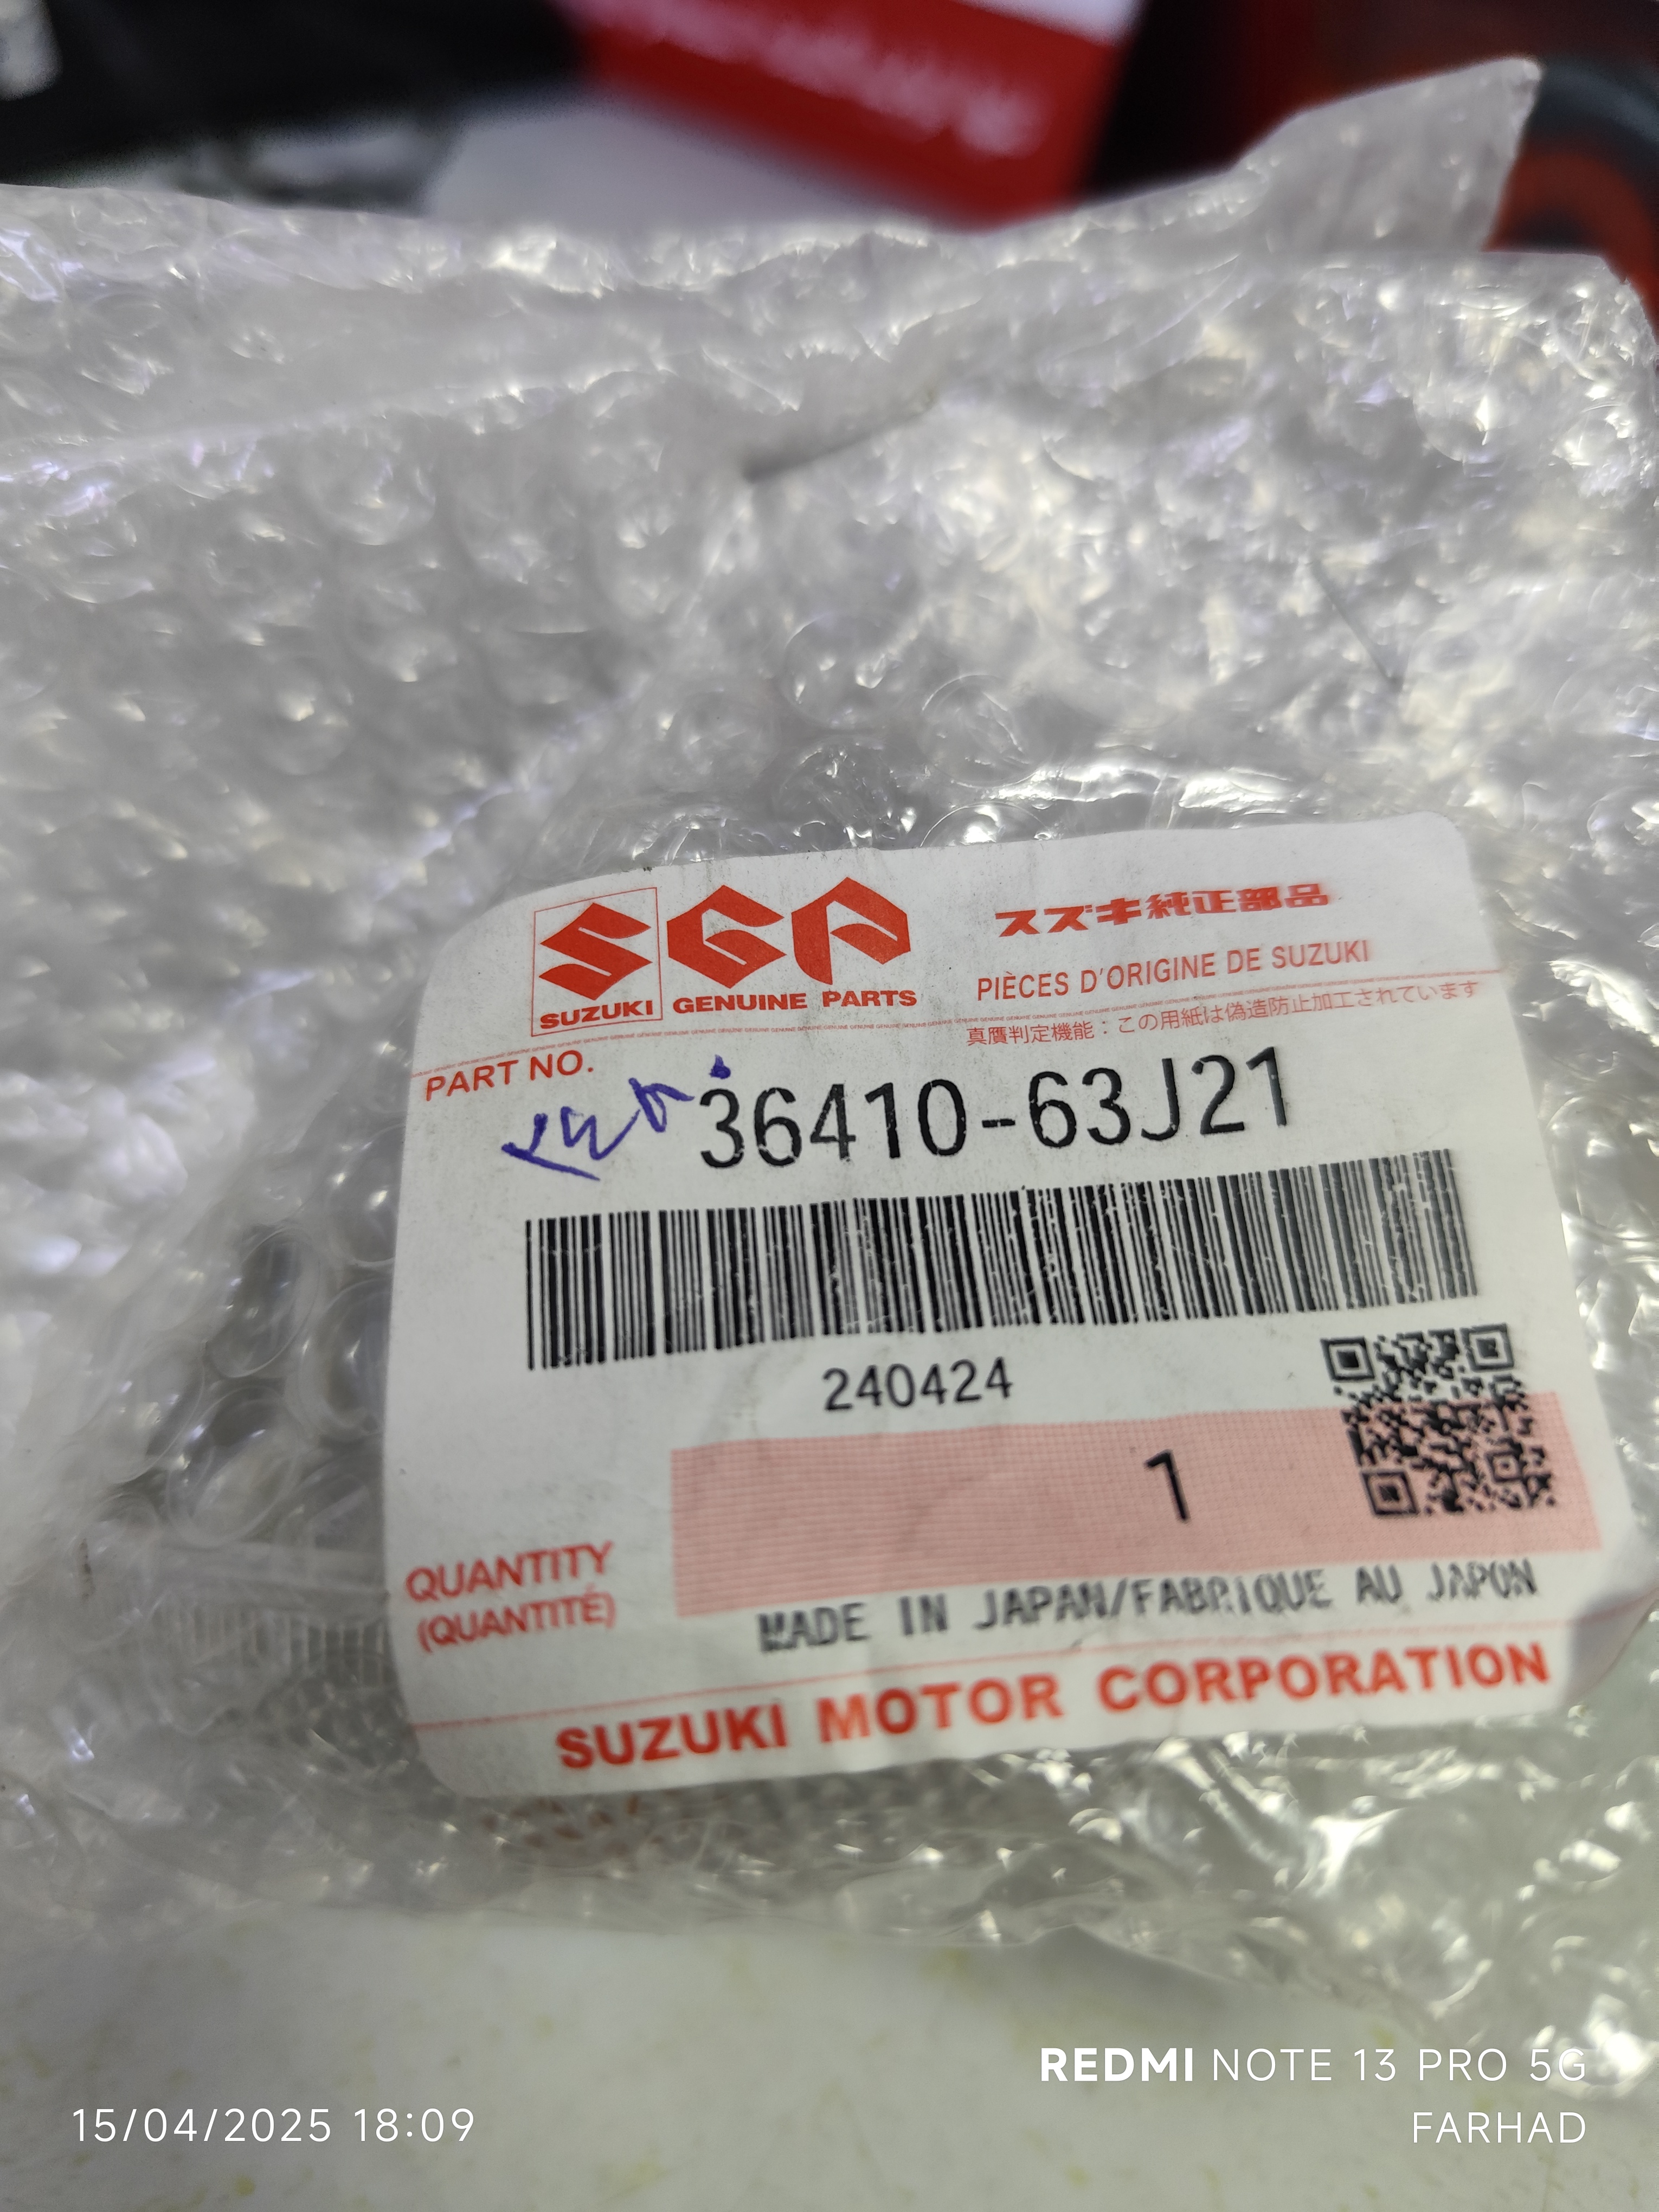 SUZUKI
SGP
GENUINE PARTS
スズキ純正部品
PIÈCES D'ORIGINE DE SUZUKI
真贋判定機能：この用紙は偽造防止加工されています
PART NO.
36410-63J21
240424
1
QUANTITY
(QUANTITÉ)
MADE IN JAPAN/FABRIQUE AU JAPON
SUZUKI MOTOR CORPORATION
REDMI NOTE 13 PRO 5G
15/04/2025 18:09
FARHAD